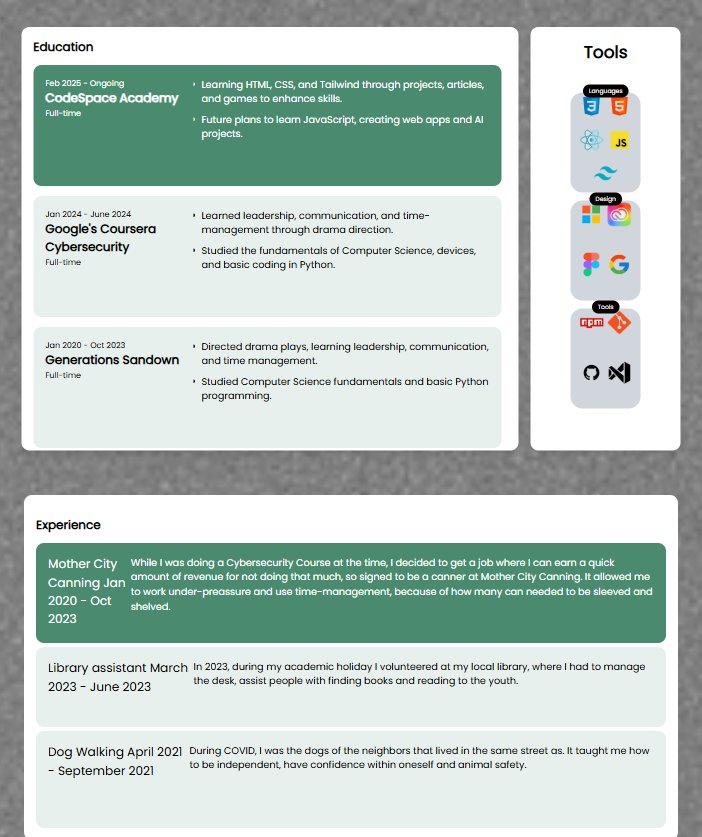 Education
Feb 2025 - Ongoing
CodeSpace Academy
Full-time
Learning HTML, CSS, and Tailwind through projects, articles,
and games to enhance skills.
Future plans to learn JavaScript, creating web apps and AI
projects.
Jan 2024 - June 2024
Google's Coursera
Cybersecurity
Full-time
Learned leadership, communication, and time-
management through drama direction.
Studied the fundamentals of Computer Science, devices,
and basic coding in Python.
Jan 2020 - Oct 2023
Generations Sandown
Full-time
Directed drama plays, learning leadership, communication,
and time management.
Studied Computer Science fundamentals and basic Python
programming.
Tools
Languages
3 5
JS
Design
Tools
npm
Experience
Mother City
Canning Jan
2020 - Oct
2023
While I was doing a Cybersecurity Course at the time, I decided to get a job where I can earn a quick
amount of revenue for not doing that much, so signed to be a canner at Mother City Canning. It allowed me
to work under-preassure and use time-management, because of how many can needed to be sleeved and
shelved.
Library assistant March
2023 - June 2023
In 2023, during my academic holiday I volunteered at my local library, where I had to manage
the desk, assist people with finding books and reading to the youth.
Dog Walking April 2021
- September 2021
During COVID, I was the dogs of the neighbors that lived in the same street as. It taught me how
to be independent, have confidence within oneself and animal safety.